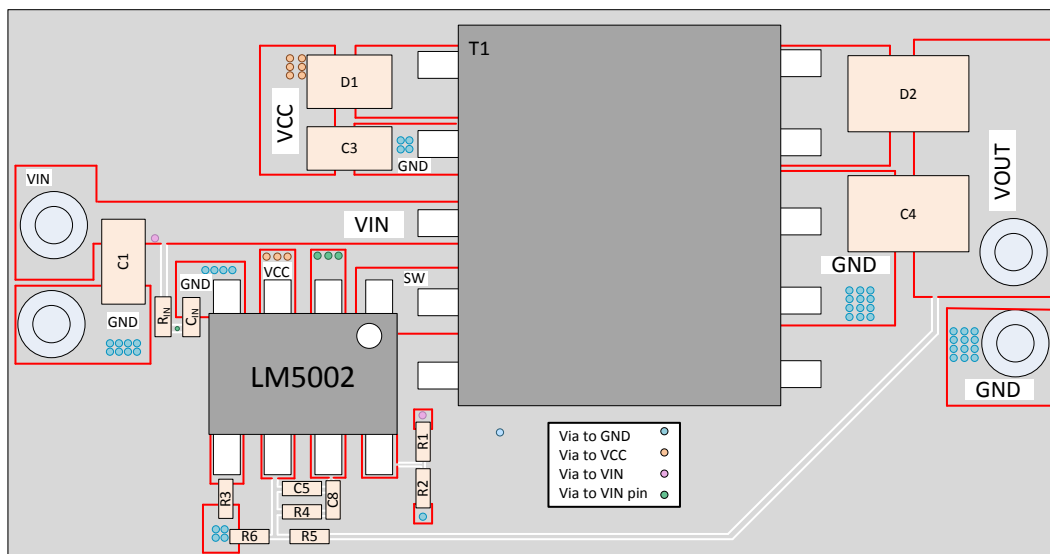 T1
D1
D2
VCC
C3
GND
VIN
C4
VOUT
VIN
C1
SW
GND
VCC
GND
GND
RIN
CIN
LM5002
GND
R1
Via to GND
Via to VCC
Via to VIN
Via to VIN pin
R2
R3
C5
C8
R4
R6
R5